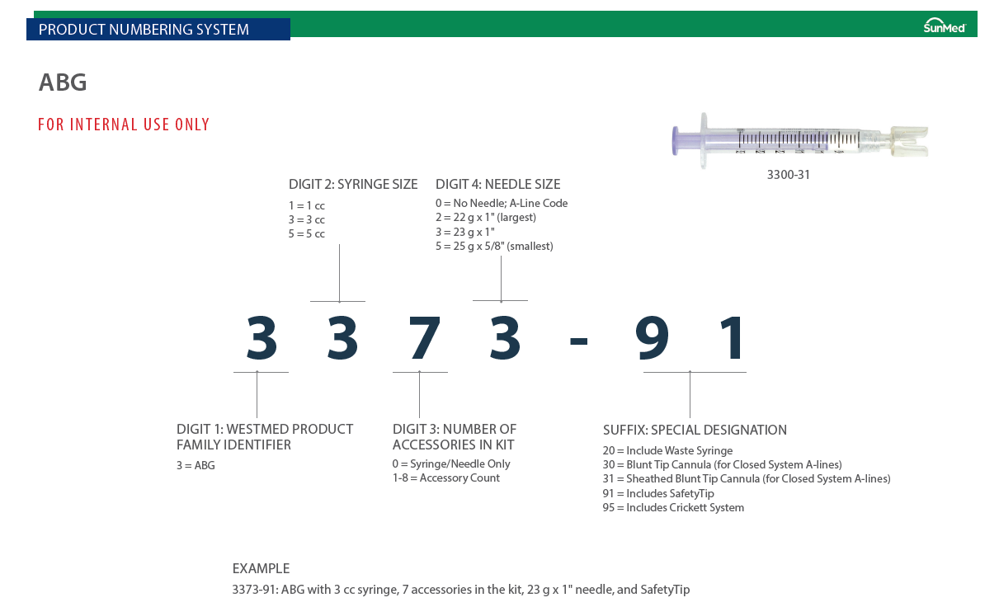 PRODUCT NUMBERING SYSTEM
SunMed
ABG
FOR INTERNAL USE ONLY
3300-31
DIGIT 2: SYRINGE SIZE
1 = 1 cc
3 = 3 cc
5 = 5 cc
DIGIT 4: NEEDLE SIZE
0 = No Needle; A-Line Code
2 = 22 g x 1" (largest)
3 = 23 g x 1"
5 = 25 g x 5/8" (smallest)
3 3 7 3 - 9 1
DIGIT 1: WESTMED PRODUCT
FAMILY IDENTIFIER
3 = ABG
DIGIT 3: NUMBER OF
ACCESSORIES IN KIT
0 = Syringe/Needle Only
1-8 = Accessory Count
SUFFIX: SPECIAL DESIGNATION
20 = Include Waste Syringe
30 = Blunt Tip Cannula (for Closed System A-lines)
31 = Sheathed Blunt Tip Cannula (for Closed System A-lines)
91 = Includes SafetyTip
95 = Includes Crickett System
EXAMPLE
3373-91: ABG with 3 cc syringe, 7 accessories in the kit, 23 g x 1" needle, and SafetyTip